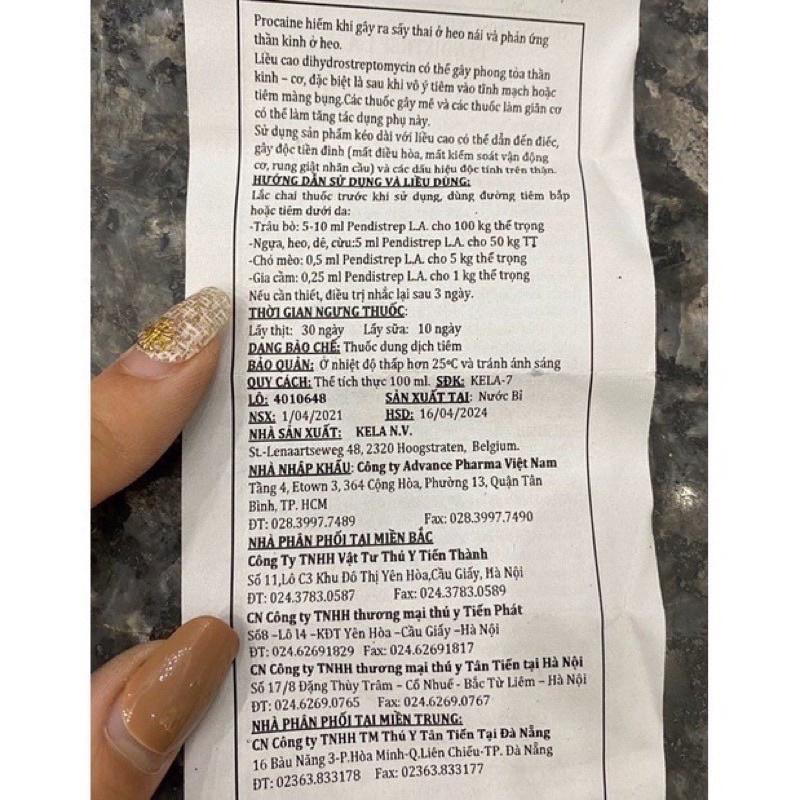 Procaine hiếm khi gây ra sẩy thai ở heo nái và phản ứng
thần kinh ở heo.
Liều cao dihydrostreptomycin có thể gây phong tỏa thần
kinh – cơ, đặc biệt là sau khi vô ý tiêm vào tĩnh mạch hoặc
tiêm màng bụng.Các thuốc gây mê và các thuốc làm giãn cơ
có thể làm tăng tác dụng phụ này.
Sử dụng sản phẩm kéo dài với liều cao có thể dẫn đến điếc,
gây độc tiền đình (mất điều hòa, mất kiểm soát vận động
cơ, rung giật nhãn cầu) và các dấu hiệu độc tính trên thận.
HƯỚNG DẪN SỬ DỤNG VÀ LIỀU DÙNG:
Lắc chai thuốc trước khi sử dụng, dùng đường tiêm bắp
hoặc tiêm dưới da:
-Trâu bò: 5-10 ml Pendistrep L.A. cho 100 kg thể trọng
-Ngựa, heo, dê, cừu:5 ml Pendistrep L.A. cho 50 kg TT
-Chó mèo: 0,5 ml Pendistrep L.A. cho 5 kg thể trọng
-Gia cầm: 0,25 ml Pendistrep L.A. cho 1 kg thể trọng
Nếu cần thiết, điều trị nhắc lại sau 3 ngày.
THỜI GIAN NGƯNG THUỐC:
Lấy thịt: 30 ngày Lấy sữa: 10 ngày
DẠNG BÀO CHẾ: Thuốc dung dịch tiêm
BẢO QUẢN: Ở nhiệt độ thấp hơn 25°C và tránh ánh sáng
QUY CÁCH: Thể tích thực 100 ml. SĐK: KELA-7
LÔ: 4010648 SẢN XUẤT TẠI: Nước Bỉ
NSX: 1/04/2021 HSD: 16/04/2024
NHÀ SẢN XUẤT: KELA N.V.
St.-Lenaartseweg 48, 2320 Hoogstraten, Belgium.
NHÀ NHẬP KHẨU: Công ty Advance Pharma Việt Nam
Tầng 4, Etown 3, 364 Cộng Hòa, Phường 13, Quận Tân
Bình, TP. HCM
ĐT: 028.3997.7489 Fax: 028.3997.7490
NHÀ PHÂN PHỐI TẠI MIỀN BẮC
Công Ty TNHH Vật Tư Thú Y Tiến Thành
Số 11,Lô C3 Khu Đô Thị Yên Hòa,Cầu Giấy, Hà Nội
ĐT: 024.3783.0587 Fax: 024.3783.0589
CN Công ty TNHH thương mại thú y Tiến Phát
Số8 –Lô l4 –KĐT Yên Hòa –Cầu Giấy –Hà Nội
ĐT: 024.62691829 Fax: 024.62691817
CN Công ty TNHH thương mại thú y Tân Tiến tại Hà Nội
Số 17/8 Đặng Thùy Trâm – Cổ Nhuế - Bắc Từ Liêm – Hà Nội
ĐT: 024.6269.0765 Fax: 024.6269.0767
NHÀ PHÂN PHỐI TẠI MIỀN TRUNG:
CN Công ty TNHH TM Thú Y Tân Tiến Tại Đà Nẵng
16 Bàu Năng 3-P.Hòa Minh-Q.Liên Chiểu-TP. Đà Nẵng
ĐT: 02363.833178 Fax: 02363.833177